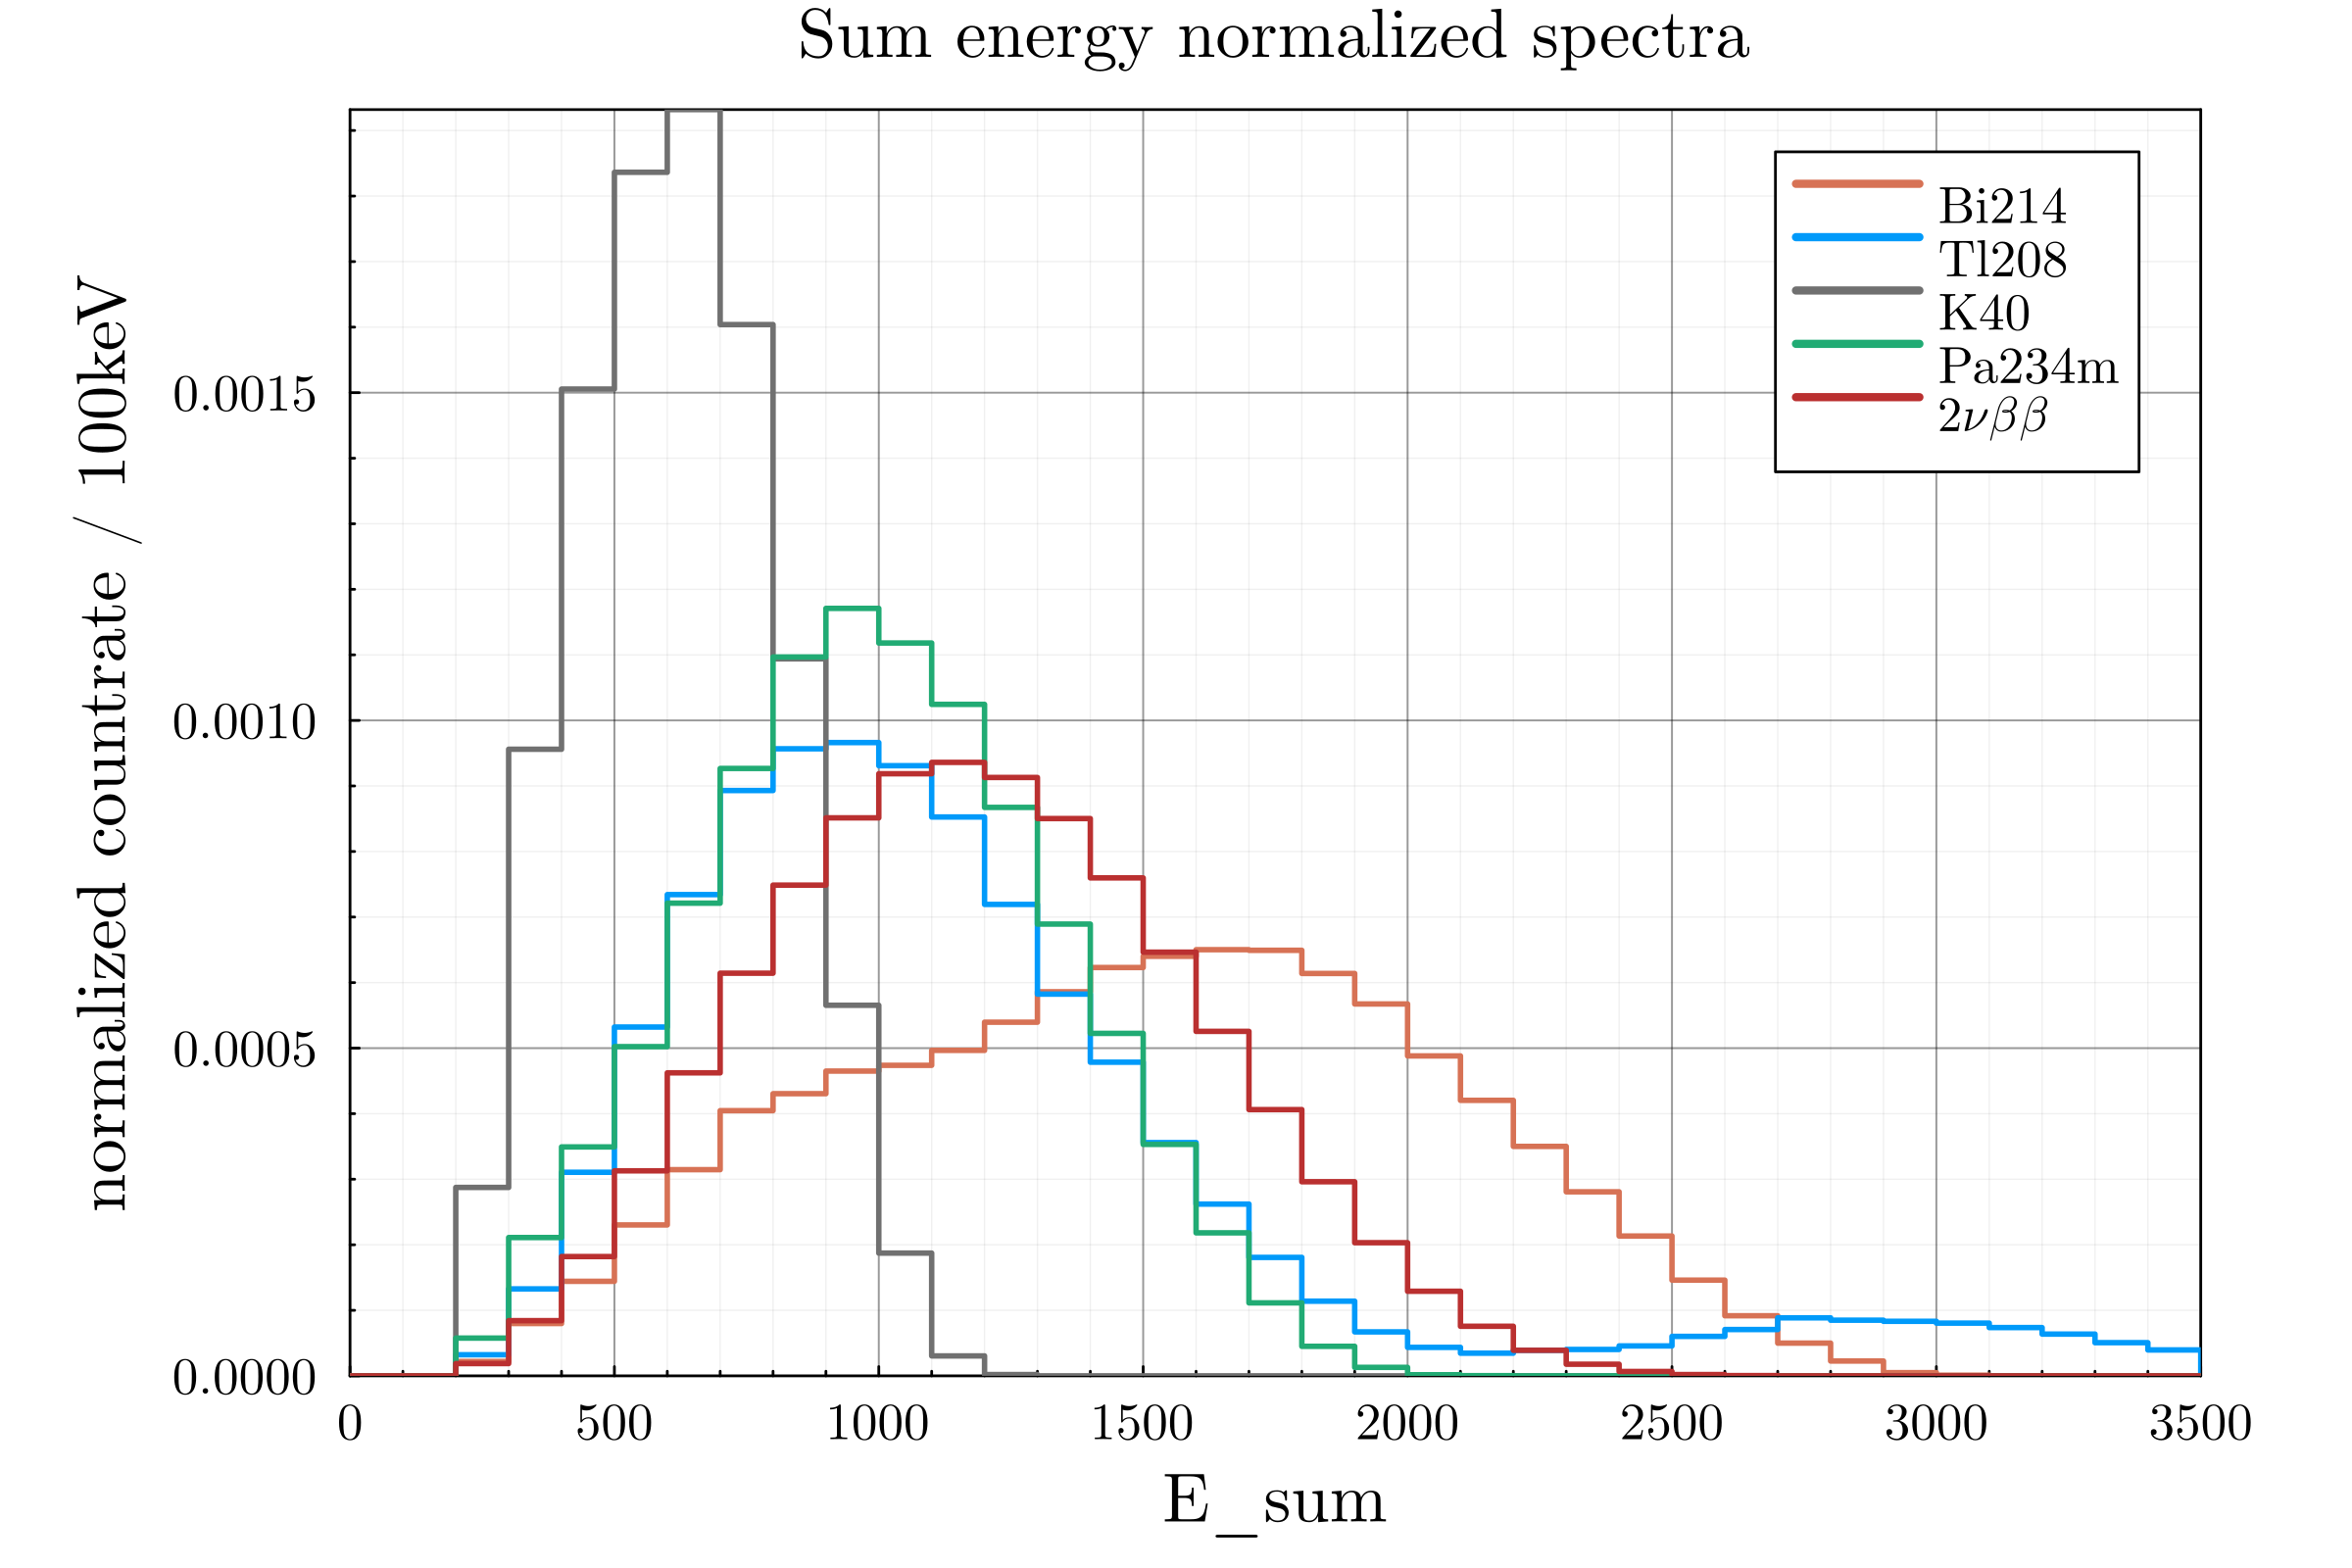 Sum energy normalized spectra
normalized countrate / 100keV
0.0015
0.0010
0.0005
0.0000
Bi214
Tl208
K40
Pa234m
2νββ
0 500 1000 1500 2000 2500 3000 3500
E_sum